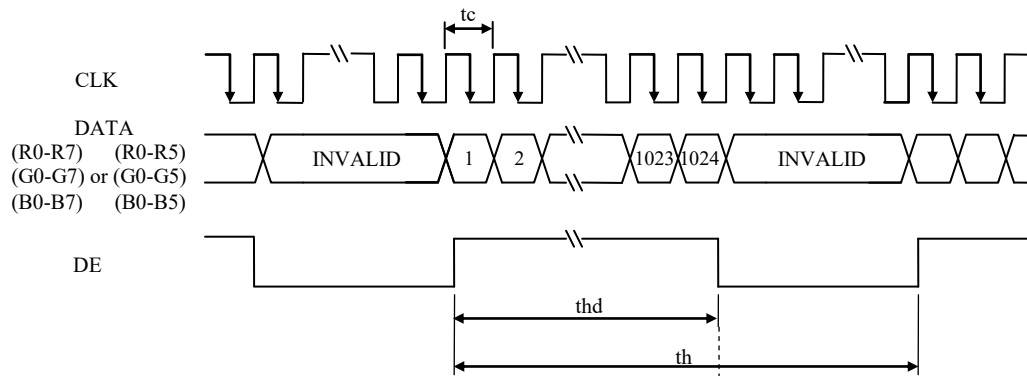 tc
CLK
DATA
(R0-R7) (R0-R5)
(G0-G7) or (G0-G5)
(B0-B7) (B0-B5)
INVALID 1 2 1023 1024 INVALID
DE
thd
th